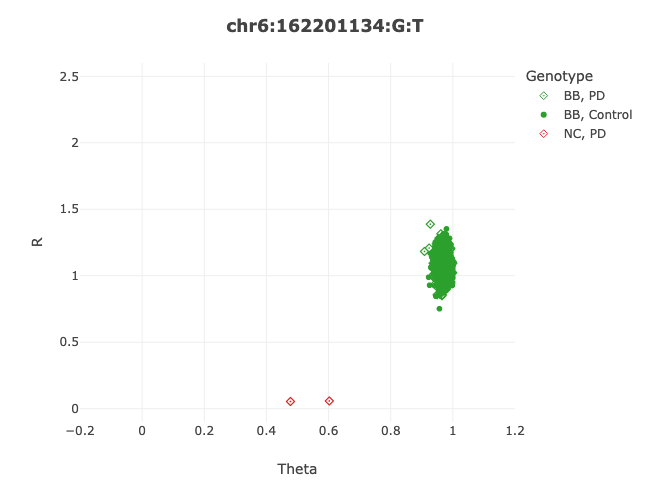 chr6:162201134:G:T
Genotype
BB, PD
BB, Control
NC, PD
R
2.5
2
1.5
1
0.5
0
−0.2 0 0.2 0.4 0.6 0.8 1 1.2
Theta